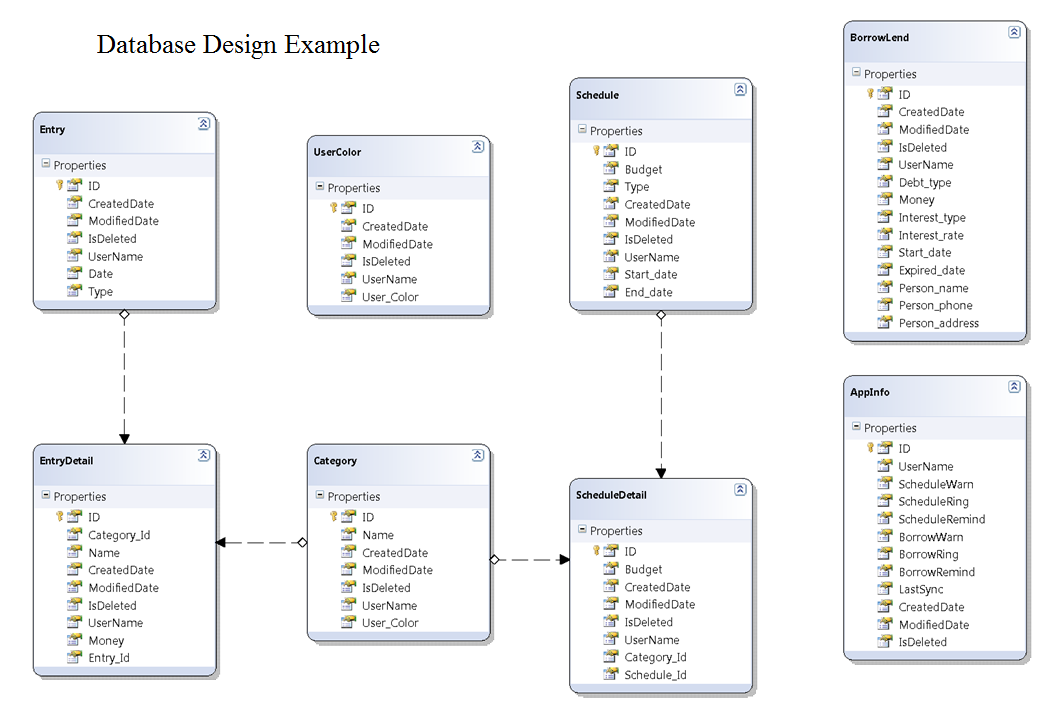 Database Design Example
Entry
Properties
ID
CreatedDate
ModifiedDate
IsDeleted
UserName
Date
Type
UserColor
Properties
ID
CreatedDate
ModifiedDate
IsDeleted
UserName
User_Color
Schedule
Properties
ID
Budget
Type
CreatedDate
ModifiedDate
IsDeleted
UserName
Start_date
End_date
BorrowLend
Properties
ID
CreatedDate
ModifiedDate
IsDeleted
UserName
Debt_type
Money
Interest_type
Interest_rate
Start_date
Expired_date
Person_name
Person_phone
Person_address
EntryDetail
Properties
ID
Category_Id
Name
CreatedDate
ModifiedDate
IsDeleted
UserName
Money
Entry_Id
Category
Properties
ID
Name
CreatedDate
ModifiedDate
IsDeleted
UserName
User_Color
ScheduleDetail
Properties
ID
Budget
CreatedDate
ModifiedDate
IsDeleted
UserName
Category_Id
Schedule_Id
AppInfo
Properties
ID
UserName
ScheduleWarn
ScheduleRing
ScheduleRemind
BorrowWarn
BorrowRing
BorrowRemind
LastSync
CreatedDate
ModifiedDate
IsDeleted